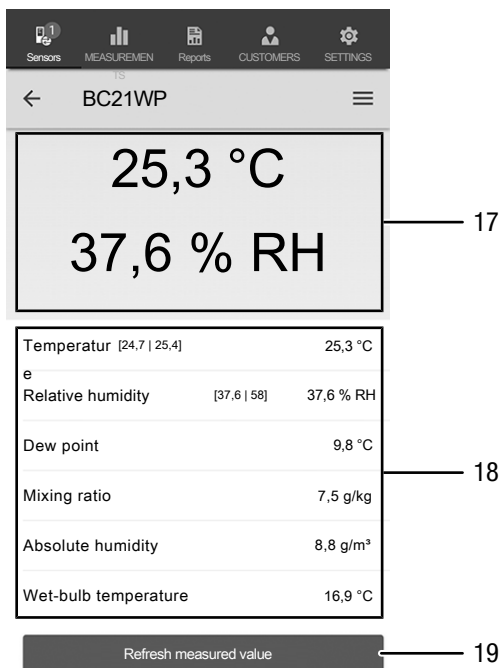 1
Sensors MEASUREMEN Reports CUSTOMERS SETTINGS
TS
BC21WP
25,3 °C
17
37,6 % RH
Temperatur [24,7 | 25,4] 25,3 °C
e
Relative humidity [37,6 | 58] 37,6 % RH
Dew point 9,8 °C
18
Mixing ratio 7,5 g/kg
Absolute humidity 8,8 g/m³
Wet-bulb temperature 16,9 °C
Refresh measured value 19